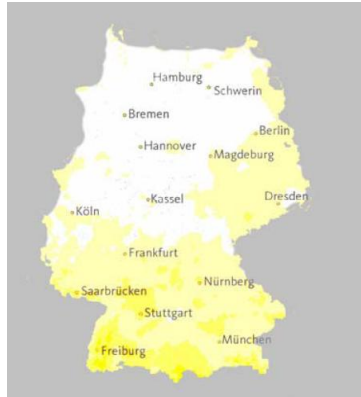 Hamburg
Schwerin
Bremen
Berlin
Hannover
Magdeburg
Dresden
Kassel
Köln
Frankfurt
Nürnberg
Saarbrücken
Stuttgart
München
Freiburg